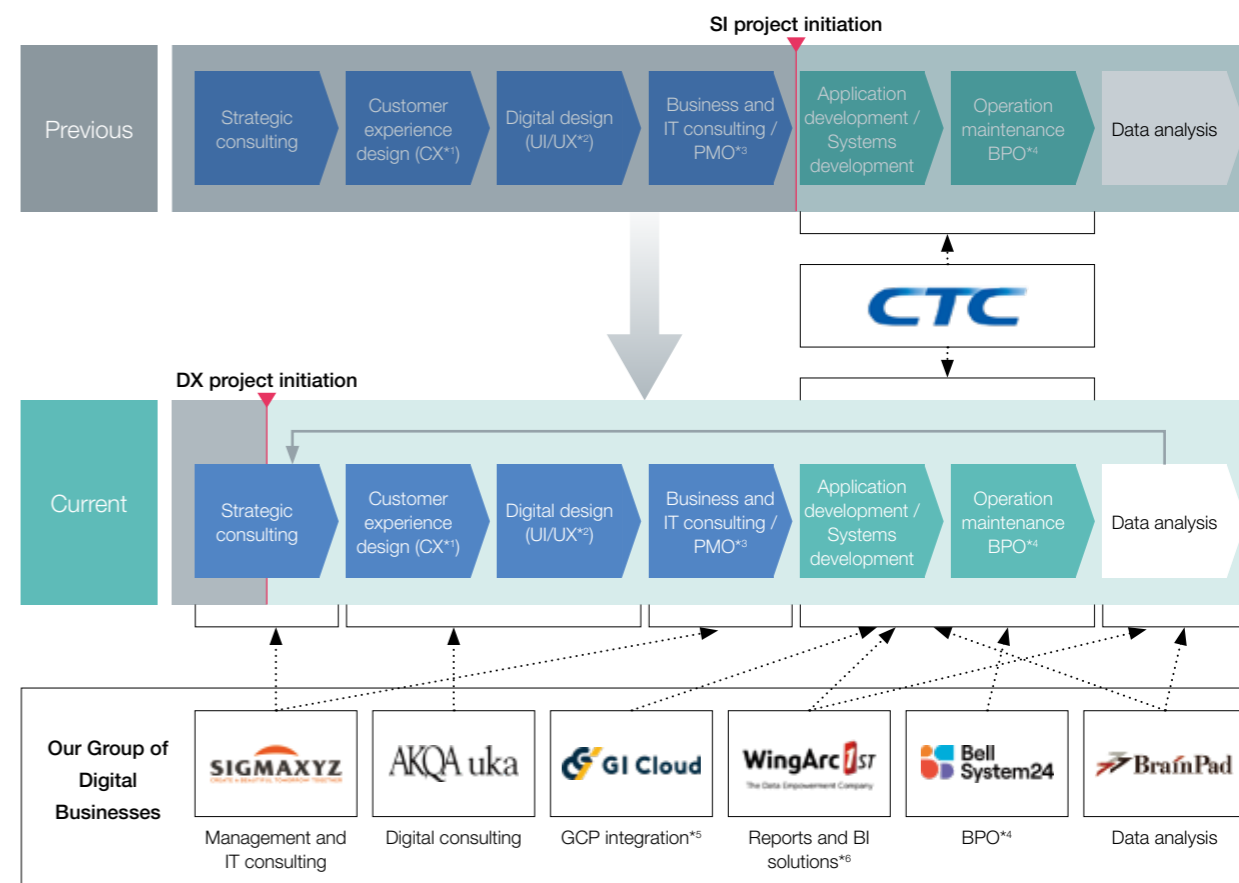 SI project initiation
Previous
Strategic
consulting
Customer
experience
design (CX*1)
Digital design
(UI/UX*2)
Business and
IT consulting /
PMO*3
Application
development /
Systems
development
Operation
maintenance
BPO*4
Data analysis
CTC
DX project initiation
Current
Strategic
consulting
Customer
experience
design (CX*1)
Digital design
(UI/UX*2)
Business and
IT consulting /
PMO*3
Application
development /
Systems
development
Operation
maintenance
BPO*4
Data analysis
Our Group of
Digital
Businesses
SIGMAXYZ
CREATE A BEAUTIFUL TOMORROW TOGETHER
Management and
IT consulting
AKQA uka
Digital consulting
GI Cloud
GCP integration*5
WingArc 1ST
The Data Empowerment Company
Reports and BI
solutions*6
Bell
System24
BPO*4
BrainPad
Data analysis